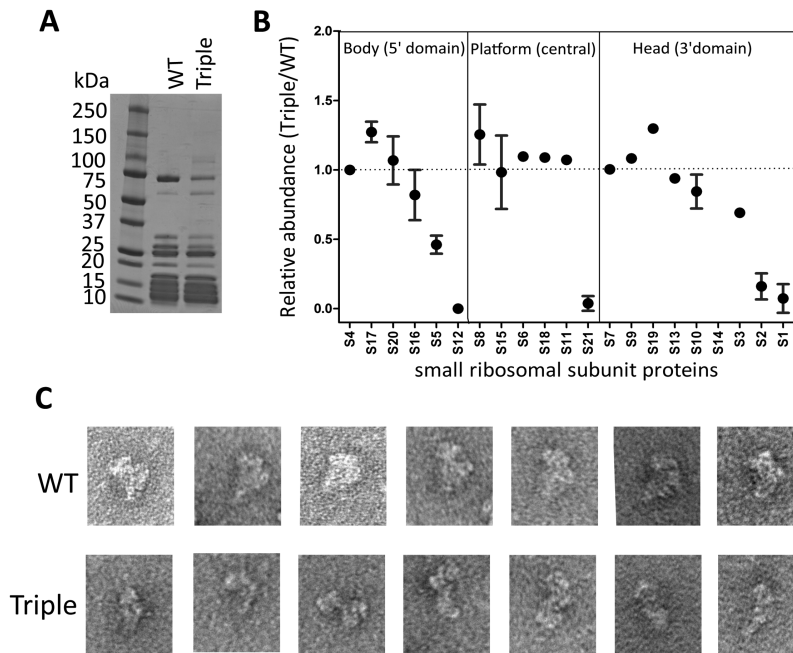 A
WT
Triple
kDa
250
150
100
75
50
37
25
20
15
10
B
2.0
1.5
1.0
0.5
0.0
Relative abundance (Triple/WT)
Body (5' domain)
Platform (central)
Head (3'domain)
S4 S17 S20 S16 S5 S12 S8 S15 S6 S18 S11 S21 S7 S9 S19 S13 S10 S14 S3 S2 S1
small ribosomal subunit proteins
C
WT
Triple